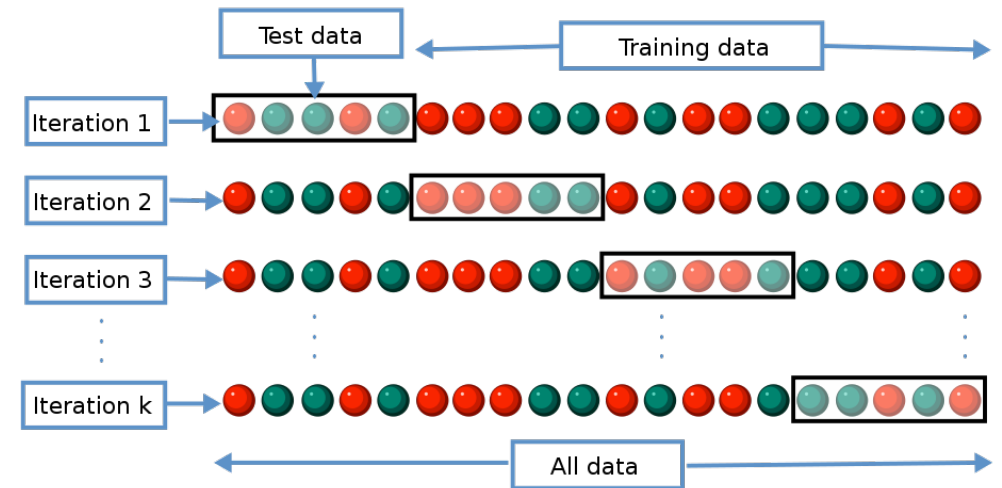 Test data
Training data
Iteration 1
Iteration 2
Iteration 3
Iteration k
All data